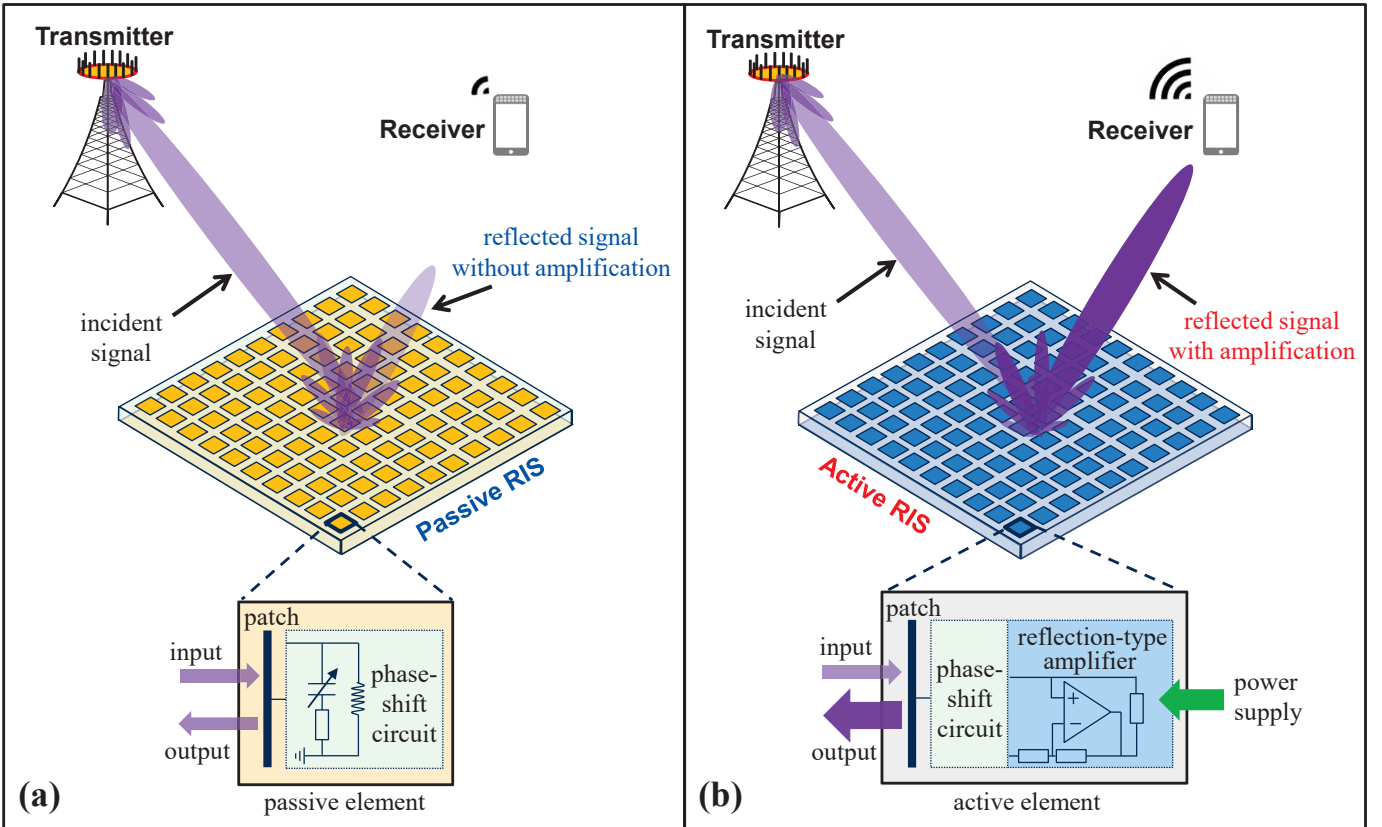 Transmitter
Receiver
reflected signal
without amplification
incident
signal
Passive RIS
patch
input
output
phase-
shift
circuit
passive element
(a)
Transmitter
Receiver
incident
signal
reflected signal
with amplification
Active RIS
patch
input
output
phase-
shift
circuit
reflection-type
amplifier
+
−
power
supply
active element
(b)